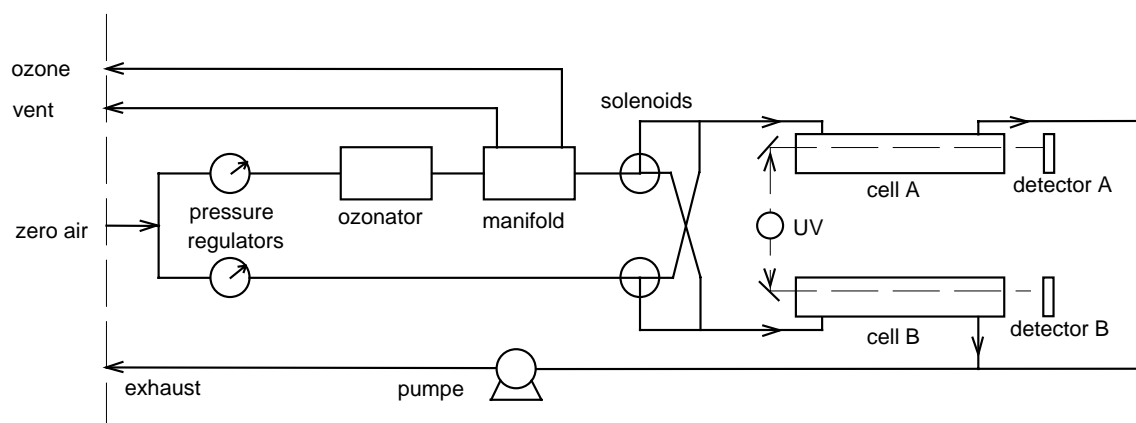 ozone
vent
solenoids
zero air
pressure
regulators
ozonator
manifold
UV
cell A
detector A
cell B
detector B
exhaust
pumpe